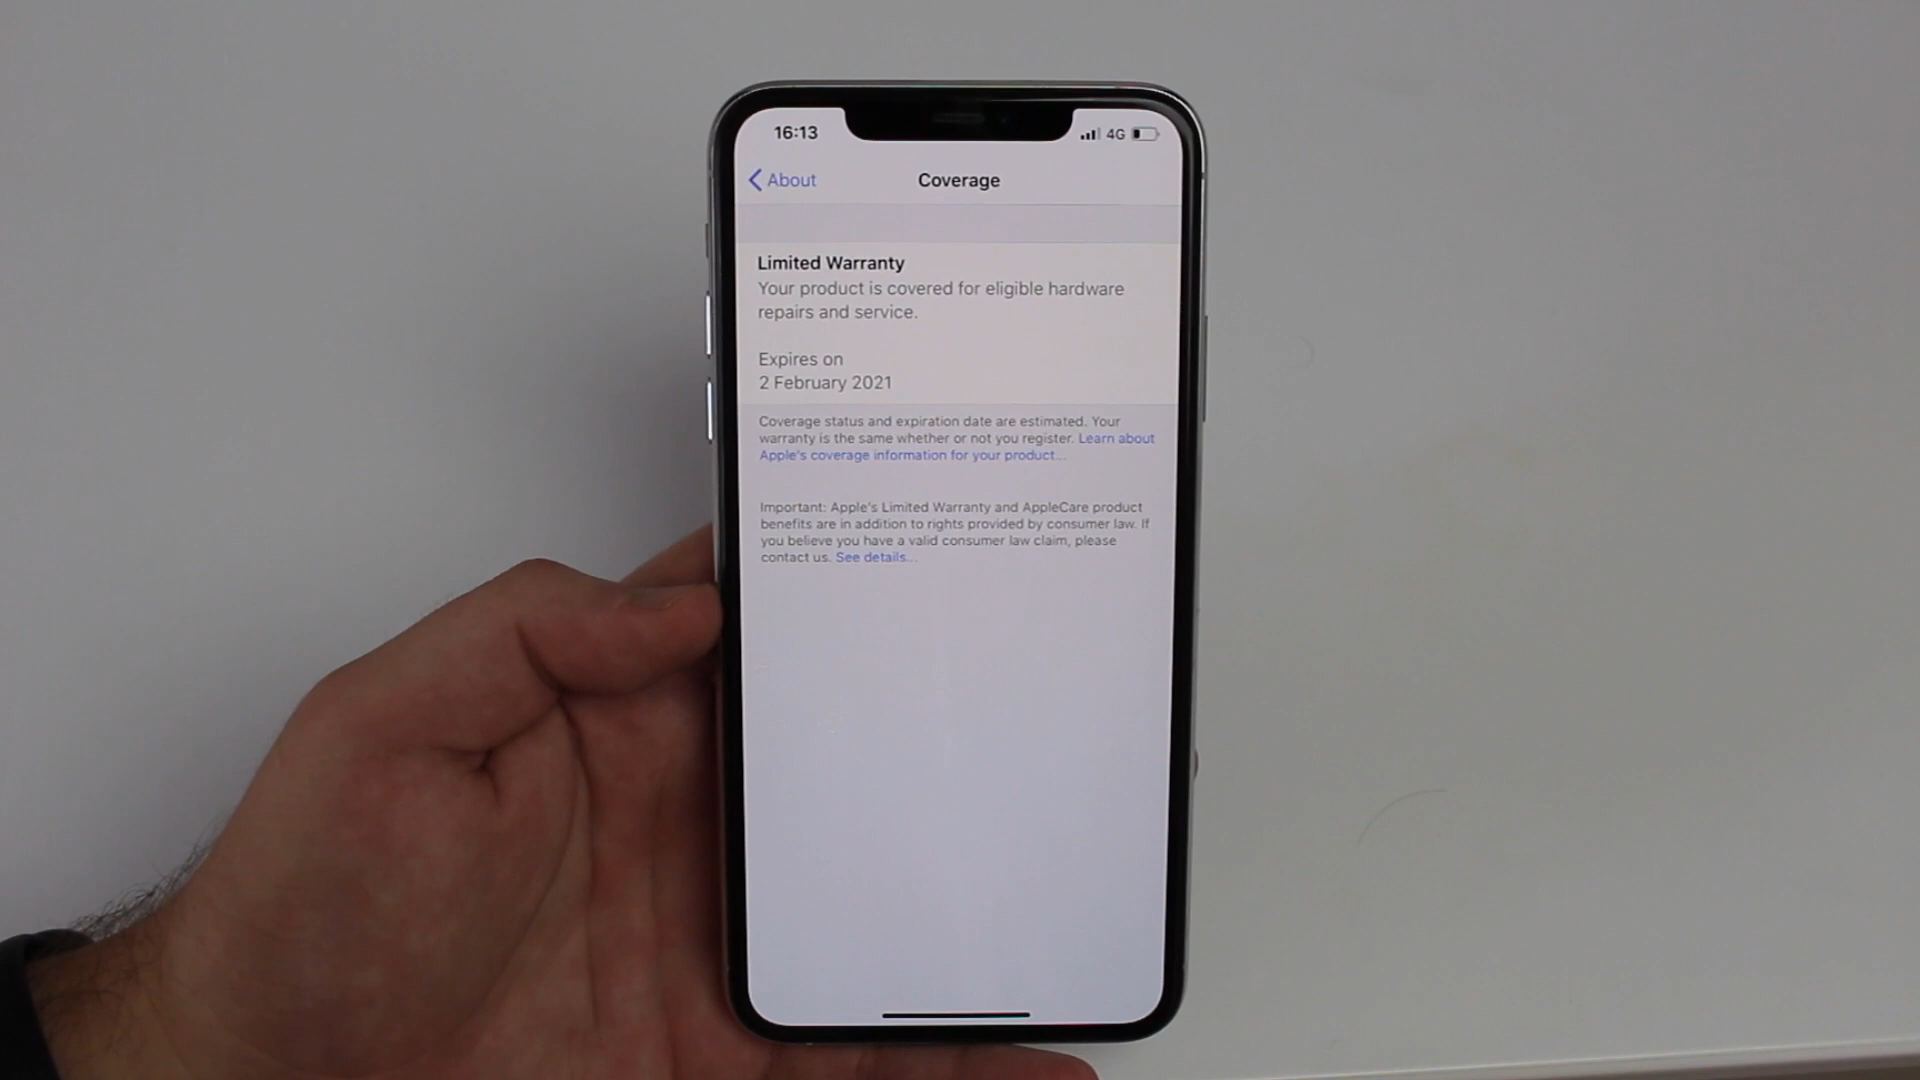 16:13
4G
About
Coverage
Limited Warranty
Your product is covered for eligible hardware
repairs and service.
Expires on
2 February 2021
Coverage status and expiration date are estimated. Your
warranty is the same whether or not you register. Learn about
Apple's coverage information for your product...
Important: Apple's Limited Warranty and AppleCare product
benefits are in addition to rights provided by consumer law. If
you believe you have a valid consumer law claim, please
contact us. See details...